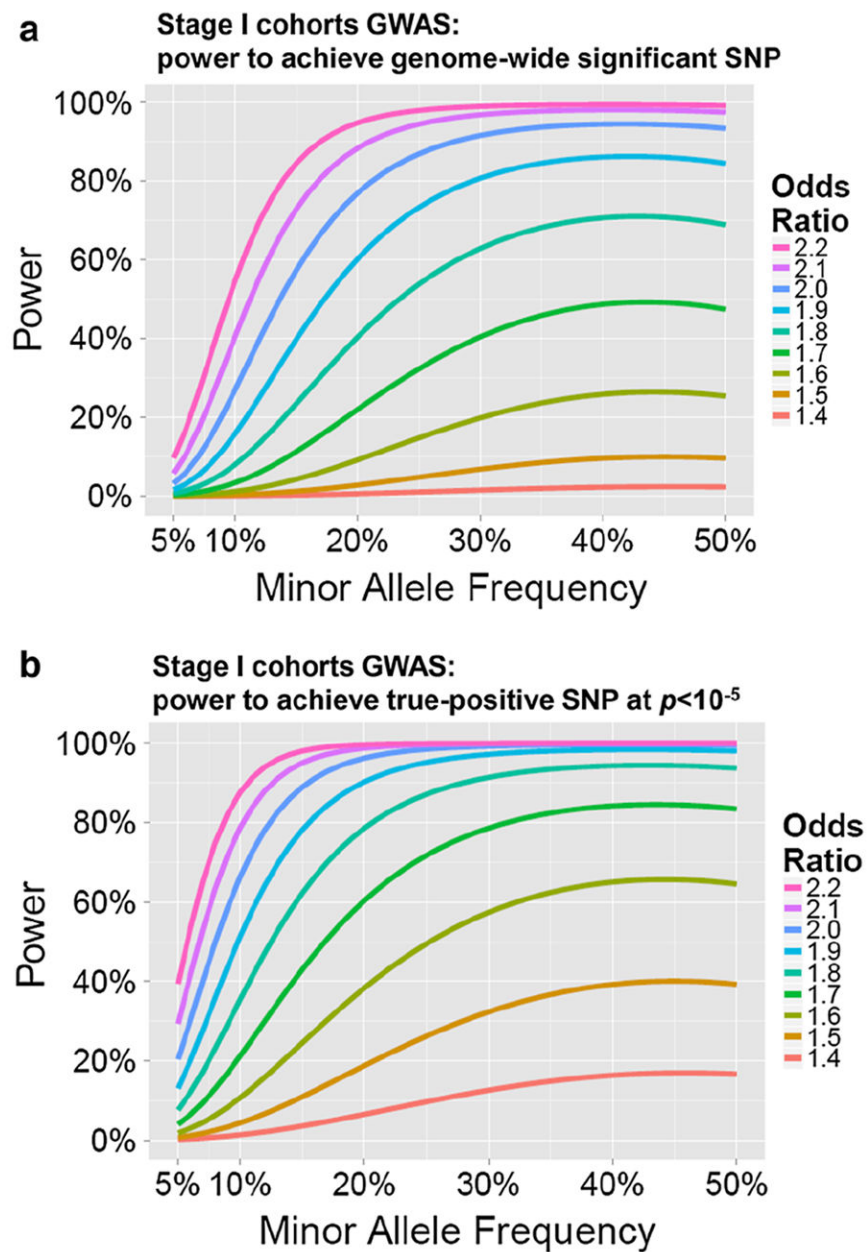 a
Stage I cohorts GWAS:
power to achieve genome-wide significant SNP
100%
80%
60%
40%
20%
0%
Power
5% 10% 20% 30% 40% 50%
Minor Allele Frequency
Odds
Ratio
2.2
2.1
2.0
1.9
1.8
1.7
1.6
1.5
1.4
b
Stage I cohorts GWAS:
power to achieve true-positive SNP at p<10⁻⁵
100%
80%
60%
40%
20%
0%
Power
5% 10% 20% 30% 40% 50%
Minor Allele Frequency
Odds
Ratio
2.2
2.1
2.0
1.9
1.8
1.7
1.6
1.5
1.4